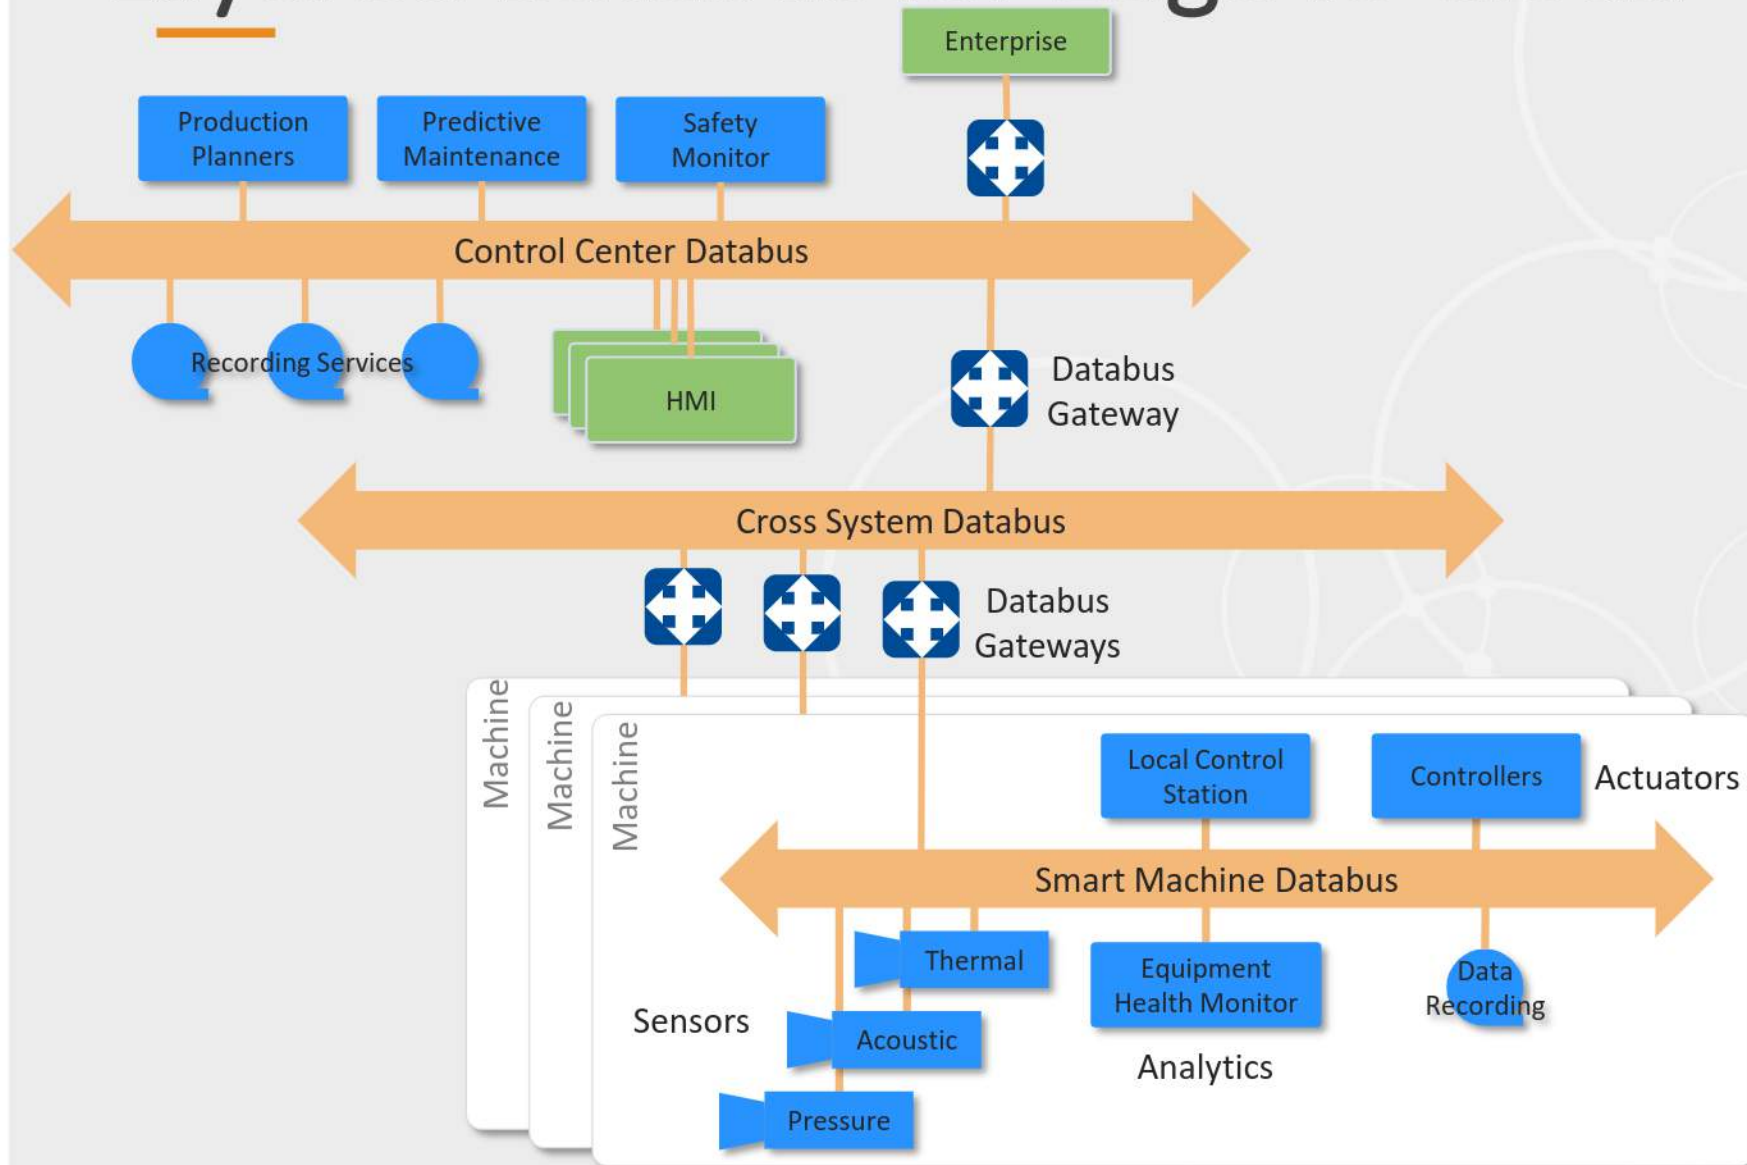 Enterprise
Production
Planners
Predictive
Maintenance
Safety
Monitor
Control Center Databus
Recording Services
HMI
Databus
Gateway
Cross System Databus
Databus
Gateways
Machine
Machine
Machine
Local Control
Station
Controllers
Actuators
Smart Machine Databus
Thermal
Sensors
Acoustic
Pressure
Equipment
Health Monitor
Analytics
Data
Recording